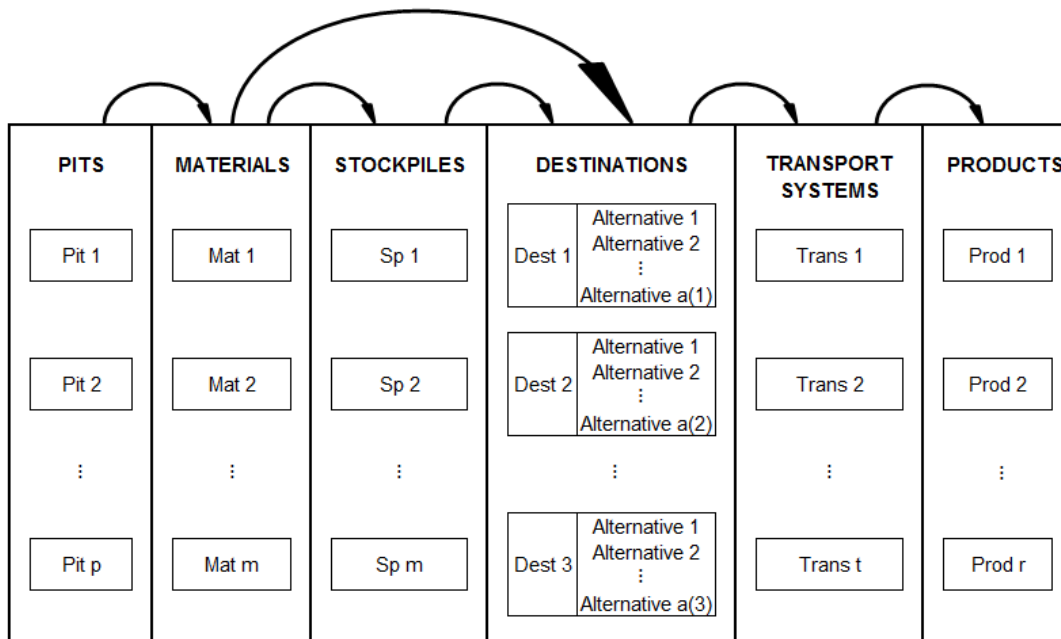 PITS
MATERIALS
STOCKPILES
DESTINATIONS
TRANSPORT
SYSTEMS
PRODUCTS
Pit 1
Mat 1
Sp 1
Dest 1
Alternative 1
Alternative 2
⋮
Alternative a(1)
Trans 1
Prod 1
Pit 2
Mat 2
Sp 2
Dest 2
Alternative 1
Alternative 2
⋮
Alternative a(2)
Trans 2
Prod 2
⋮
⋮
⋮
⋮
⋮
⋮
Pit p
Mat m
Sp m
Dest 3
Alternative 1
Alternative 2
⋮
Alternative a(3)
Trans t
Prod r